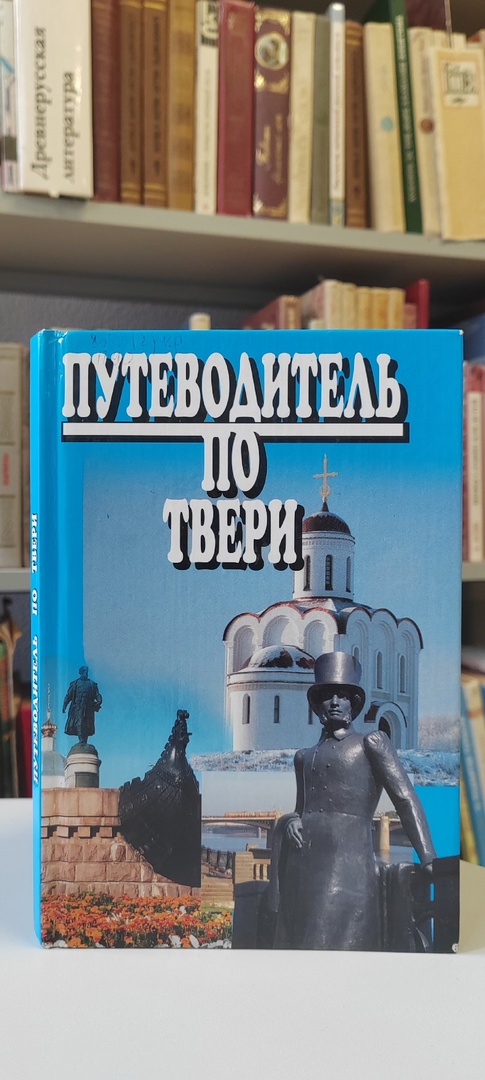 Древнерусская
литература
ПУТЕВОДИТЕЛЬ
ПО
ТВЕРИ
ПУТЕВОДИТЕЛЬ ПО ТВЕРИ